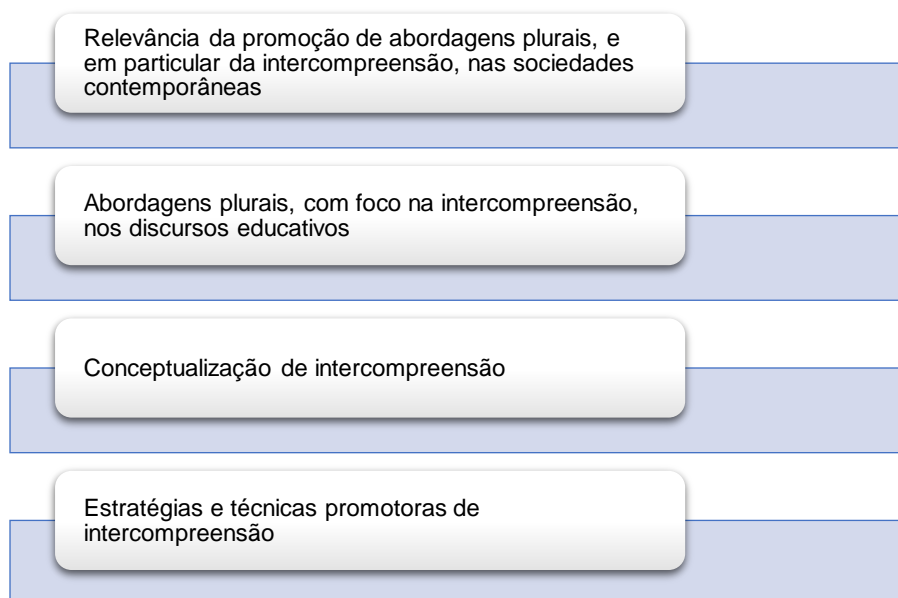 Relevância da promoção de abordagens plurais, e
em particular da intercompreensão, nas sociedades
contemporâneas
Abordagens plurais, com foco na intercompreensão,
nos discursos educativos
Conceptualização de intercompreensão
Estratégias e técnicas promotoras de
intercompreensão